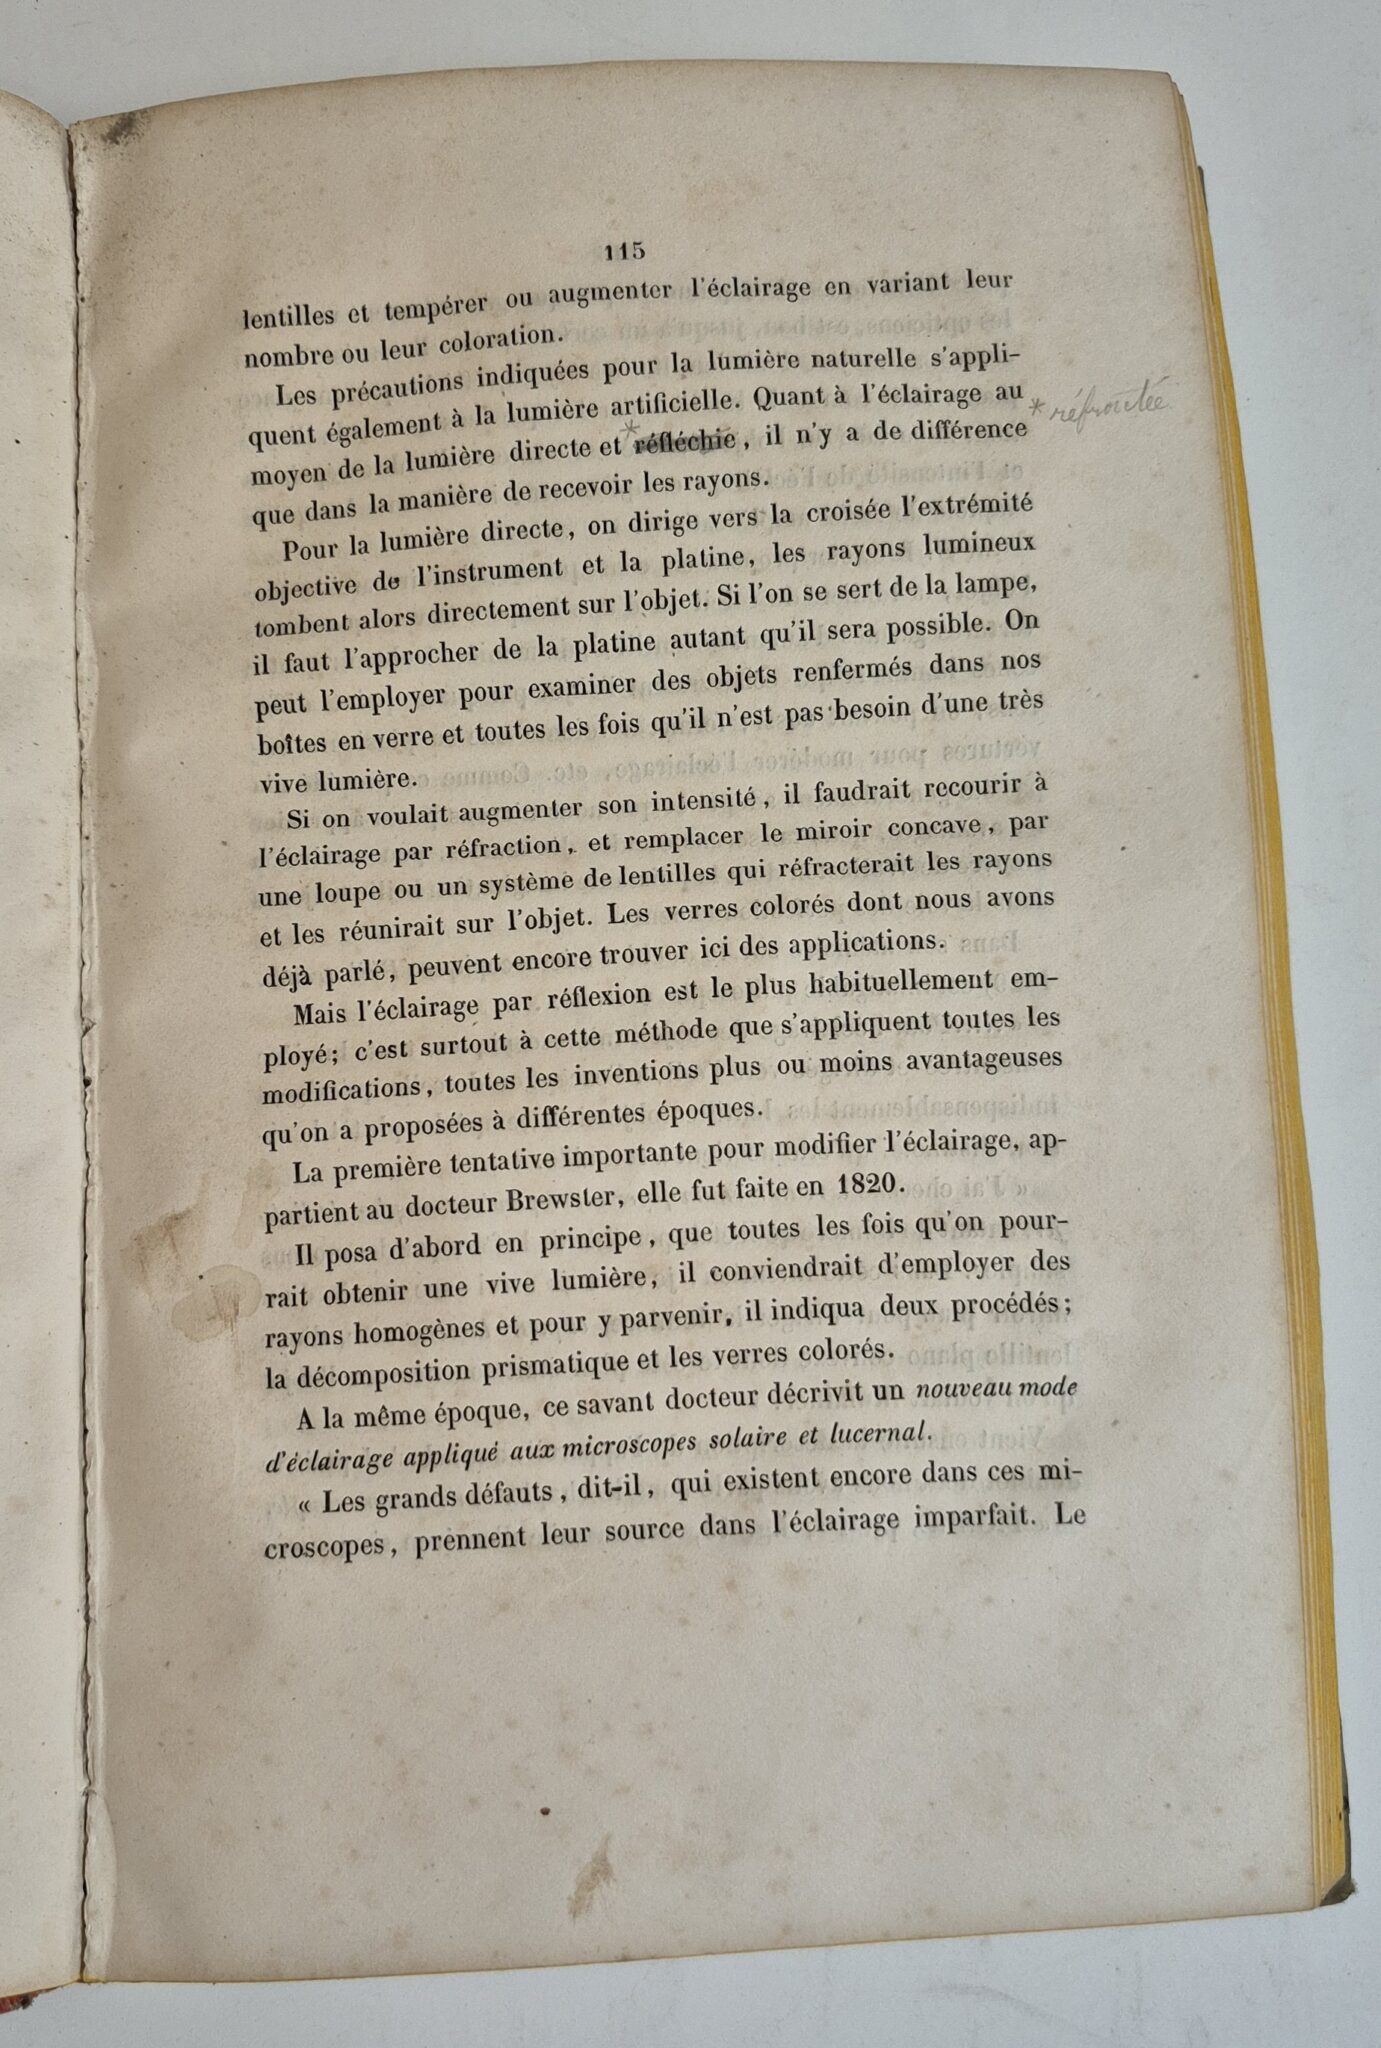 115
lentilles et tempérer ou augmenter l'éclairage en variant leur
nombre ou leur coloration.
Les précautions indiquées pour la lumière naturelle s'appli-
quent également à la lumière artificielle. Quant à l'éclairage au
* réfractée
moyen de la lumière directe et * réfléchie, il n'y a de différence
que dans la manière de recevoir les rayons.
Pour la lumière directe, on dirige vers la croisée l'extrémité
objective de l'instrument et la platine, les rayons lumineux
tombent alors directement sur l'objet. Si l'on se sert de la lampe,
il faut l'approcher de la platine autant qu'il sera possible. On
peut l'employer pour examiner des objets renfermés dans nos
boîtes en verre et toutes les fois qu'il n'est pas besoin d'une très
vive lumière.
Si on voulait augmenter son intensité, il faudrait recourir à
l'éclairage par réfraction, et remplacer le miroir concave, par
une loupe ou un système de lentilles qui réfracterait les rayons
et les réunirait sur l'objet. Les verres colorés dont nous avons
déjà parlé, peuvent encore trouver ici des applications.
Mais l'éclairage par réflexion est le plus habituellement em-
ployé; c'est surtout à cette méthode que s'appliquent toutes les
modifications, toutes les inventions plus ou moins avantageuses
qu'on a proposées à différentes époques.
La première tentative importante pour modifier l'éclairage, ap-
partient au docteur Brewster, elle fut faite en 1820.
Il posa d'abord en principe, que toutes les fois qu'on pour-
rait obtenir une vive lumière, il conviendrait d'employer des
rayons homogènes et pour y parvenir, il indiqua deux procédés;
la décomposition prismatique et les verres colorés.
A la même époque, ce savant docteur décrivit un nouveau mode
d'éclairage appliqué aux microscopes solaire et lucernal.
« Les grands défauts, dit-il, qui existent encore dans ces mi-
croscopes, prennent leur source dans l'éclairage imparfait. Le